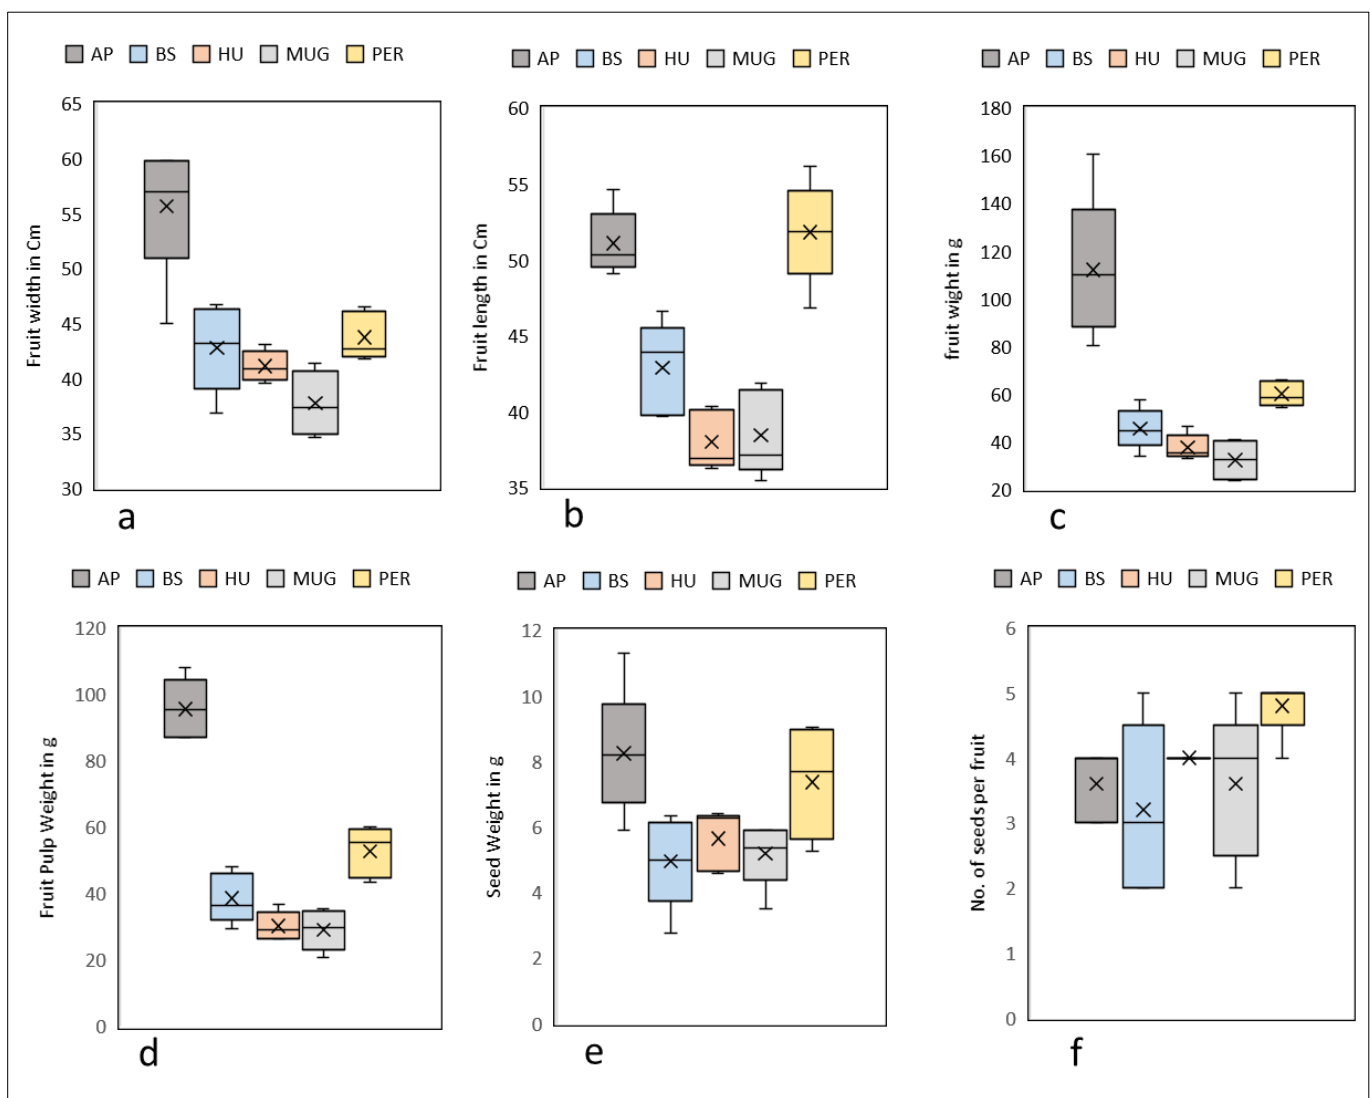 AP BS HU MUG PER
Fruit width in Cm
65
60
55
50
45
40
35
30
a
AP BS HU MUG PER
Fruit length in Cm
60
55
50
45
40
35
b
AP BS HU MUG PER
fruit wight in g
180
160
140
120
100
80
60
40
20
c
AP BS HU MUG PER
Fruit Pulp Weight in g
120
100
80
60
40
20
0
d
AP BS HU MUG PER
Seed Weight in g
12
10
8
6
4
2
0
e
AP BS HU MUG PER
No. of seeds per fruit
6
5
4
3
2
1
0
f